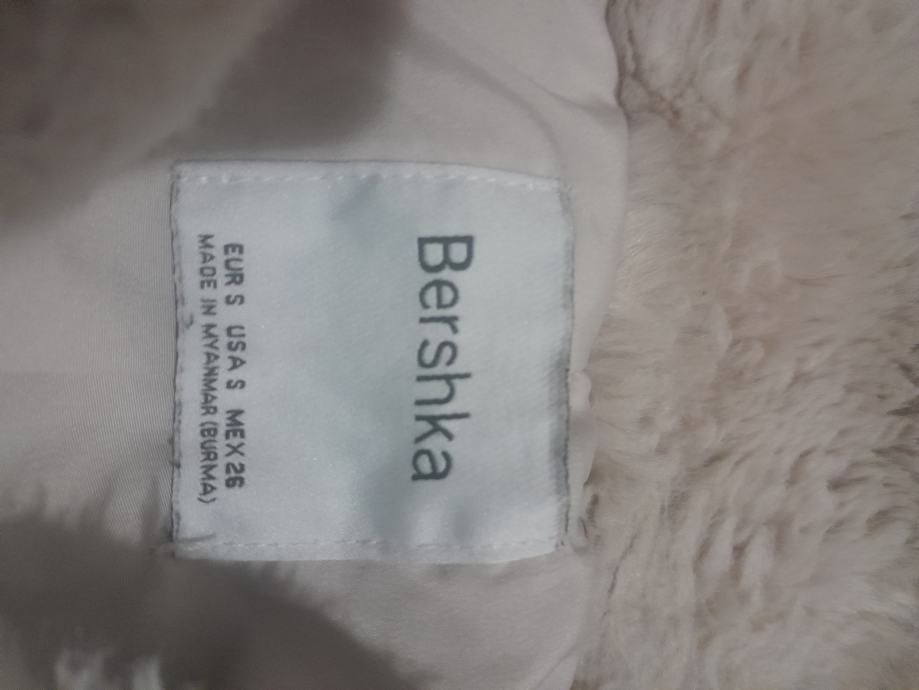 Bershka
EUR S USA S MEX 26
MADE IN MYANMAR (BURMA)